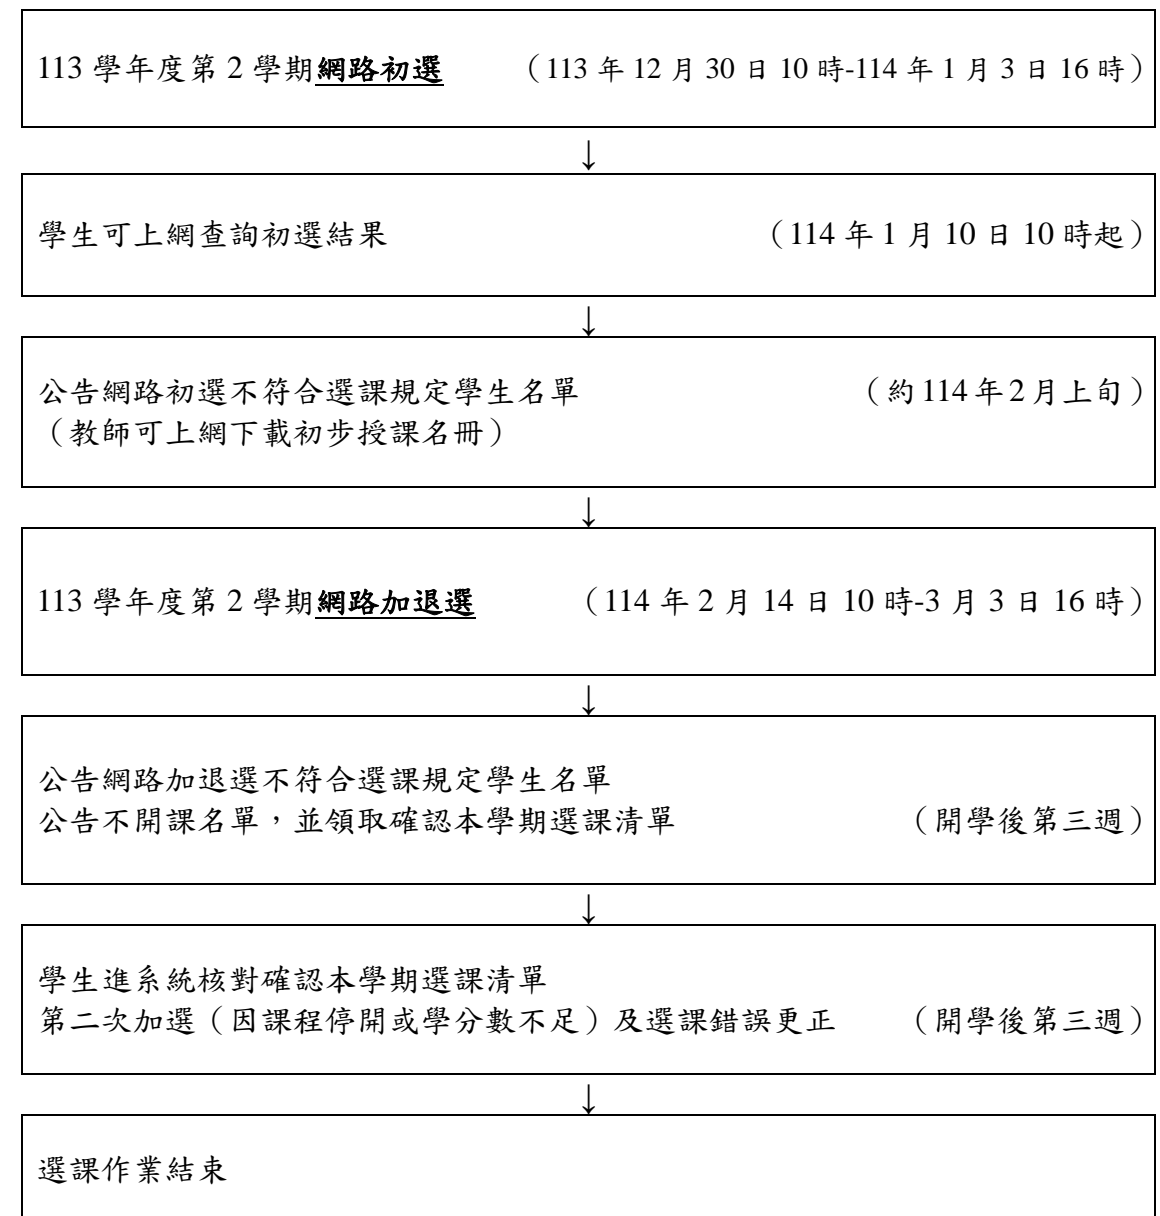 113 學年度第 2 學期網路初選 （113 年 12 月 30 日 10 時-114 年 1 月 3 日 16 時）
↓
學生可上網查詢初選結果 （114 年 1 月 10 日 10 時起）
↓
公告網路初選不符合選課規定學生名單 （約 114 年 2 月上旬）
（教師可上網下載初步授課名冊）
↓
113 學年度第 2 學期網路加退選 （114 年 2 月 14 日 10 時-3 月 3 日 16 時）
↓
公告網路加退選不符合選課規定學生名單
公告不開課名單，並領取確認本學期選課清單 （開學後第三週）
↓
學生進系統核對確認本學期選課清單
第二次加選（因課程停開或學分數不足）及選課錯誤更正 （開學後第三週）
↓
選課作業結束